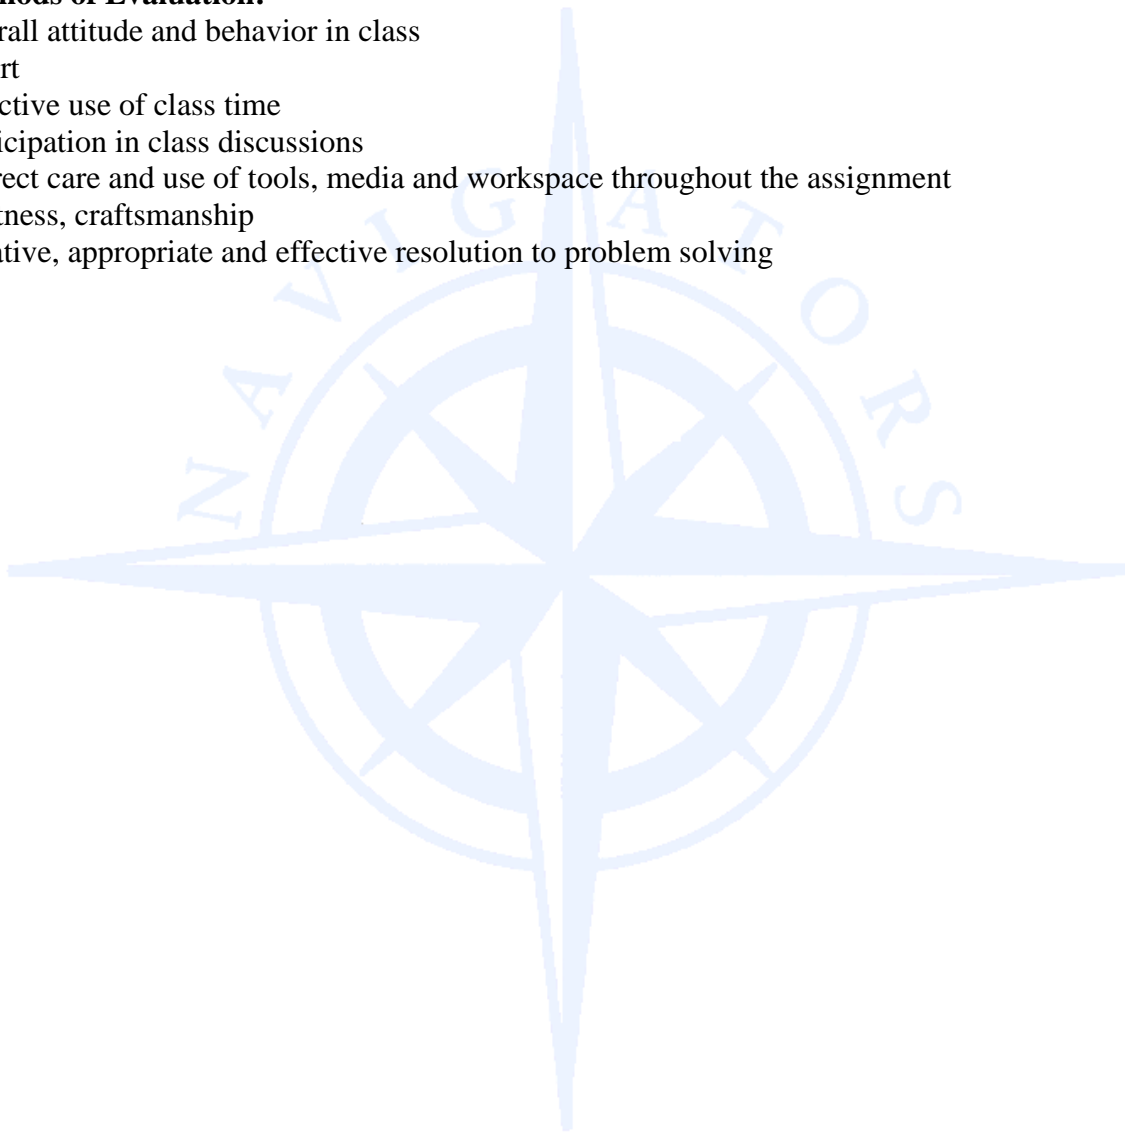 hods of Evaluation:
rall attitude and behavior in class
rt
ctive use of class time
icipation in class discussions
rect care and use of tools, media and workspace throughout the assignment
tness, craftsmanship
ative, appropriate and effective resolution to problem solving
NAVIGATORS